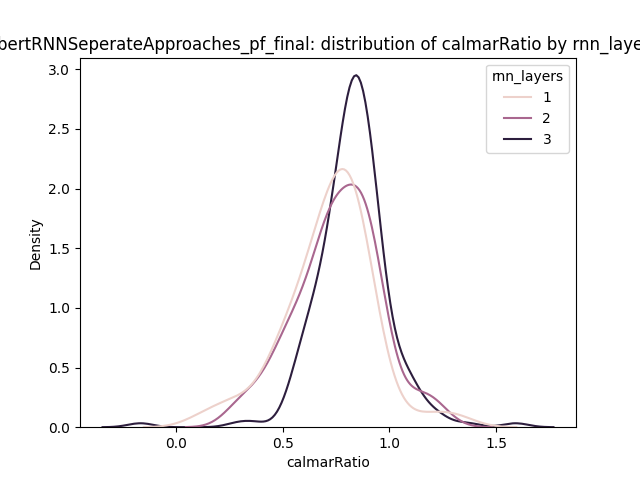 bertRNNSeperateApproaches_pf_final: distribution of calmarRatio by rnn_laye
3.0
2.5
2.0
1.5
1.0
0.5
0.0
Density
rnn_layers
1
2
3
0.0 0.5 1.0 1.5
calmarRatio